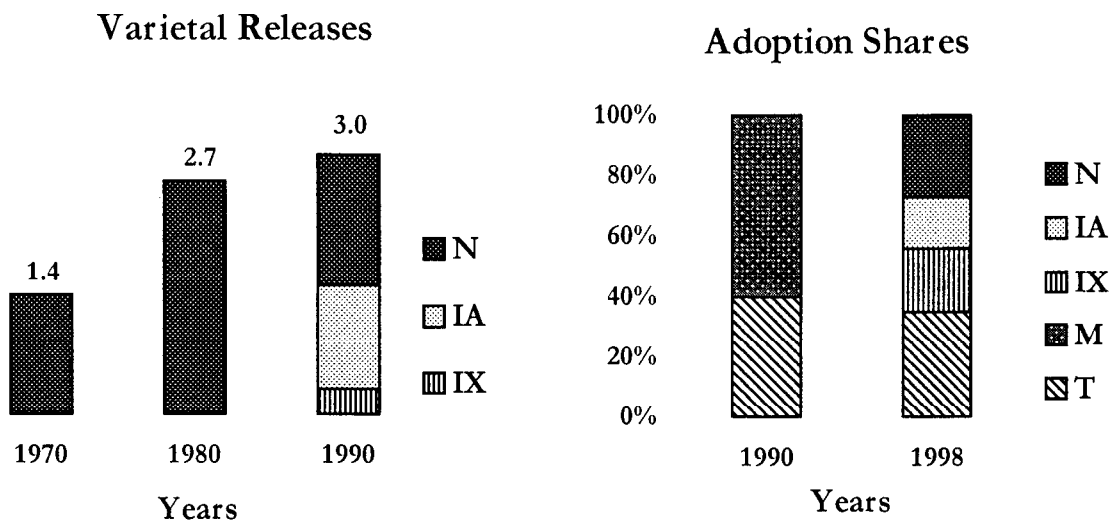 Varietal Releases
1.4
2.7
3.0
N
IA
IX
1970
1980
1990
Years
Adoption Shares
100%
80%
60%
40%
20%
0%
N
IA
IX
M
T
1990
1998
Years